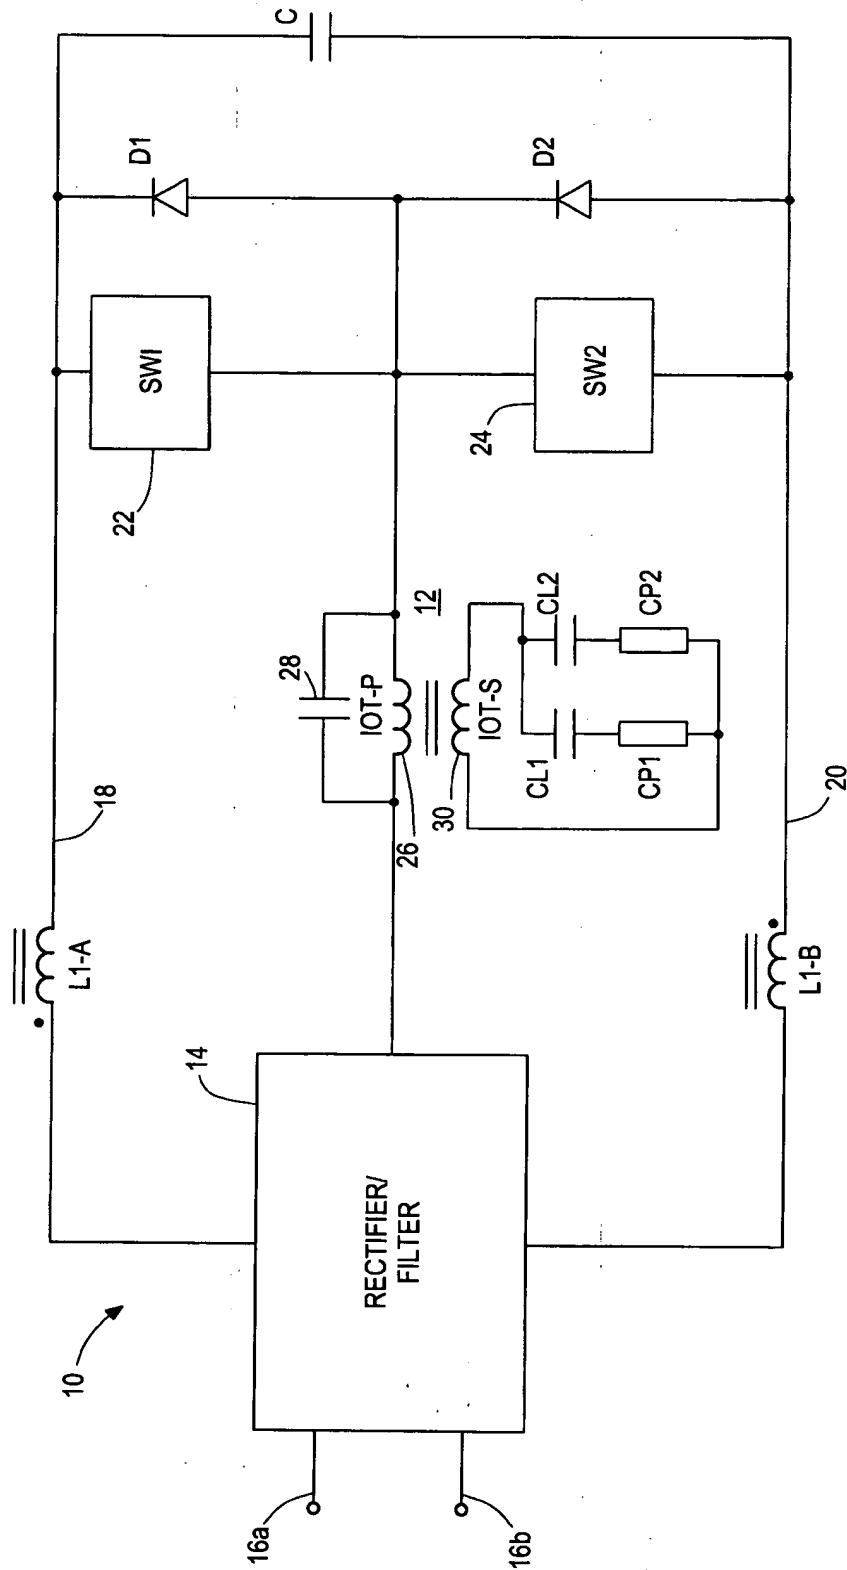 10
16a
16b
RECTIFIER/
FILTER
14
L1-A
18
L1-B
20
28
IOT-P
26
12
30
IOT-S
CL1
CL2
CP1
CP2
22
SW1
24
SW2
D1
D2
C